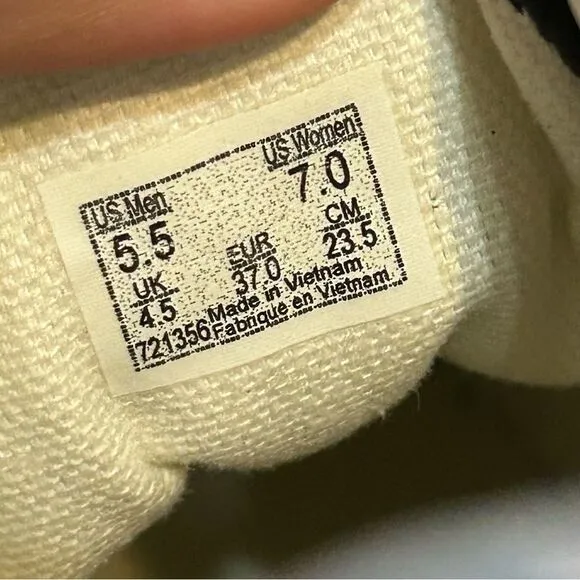 US Men US Women
5.5 7.0
UK EUR CM
4.5 37.0 23.5
721356 Made in Vietnam
Fabrique en Vietnam